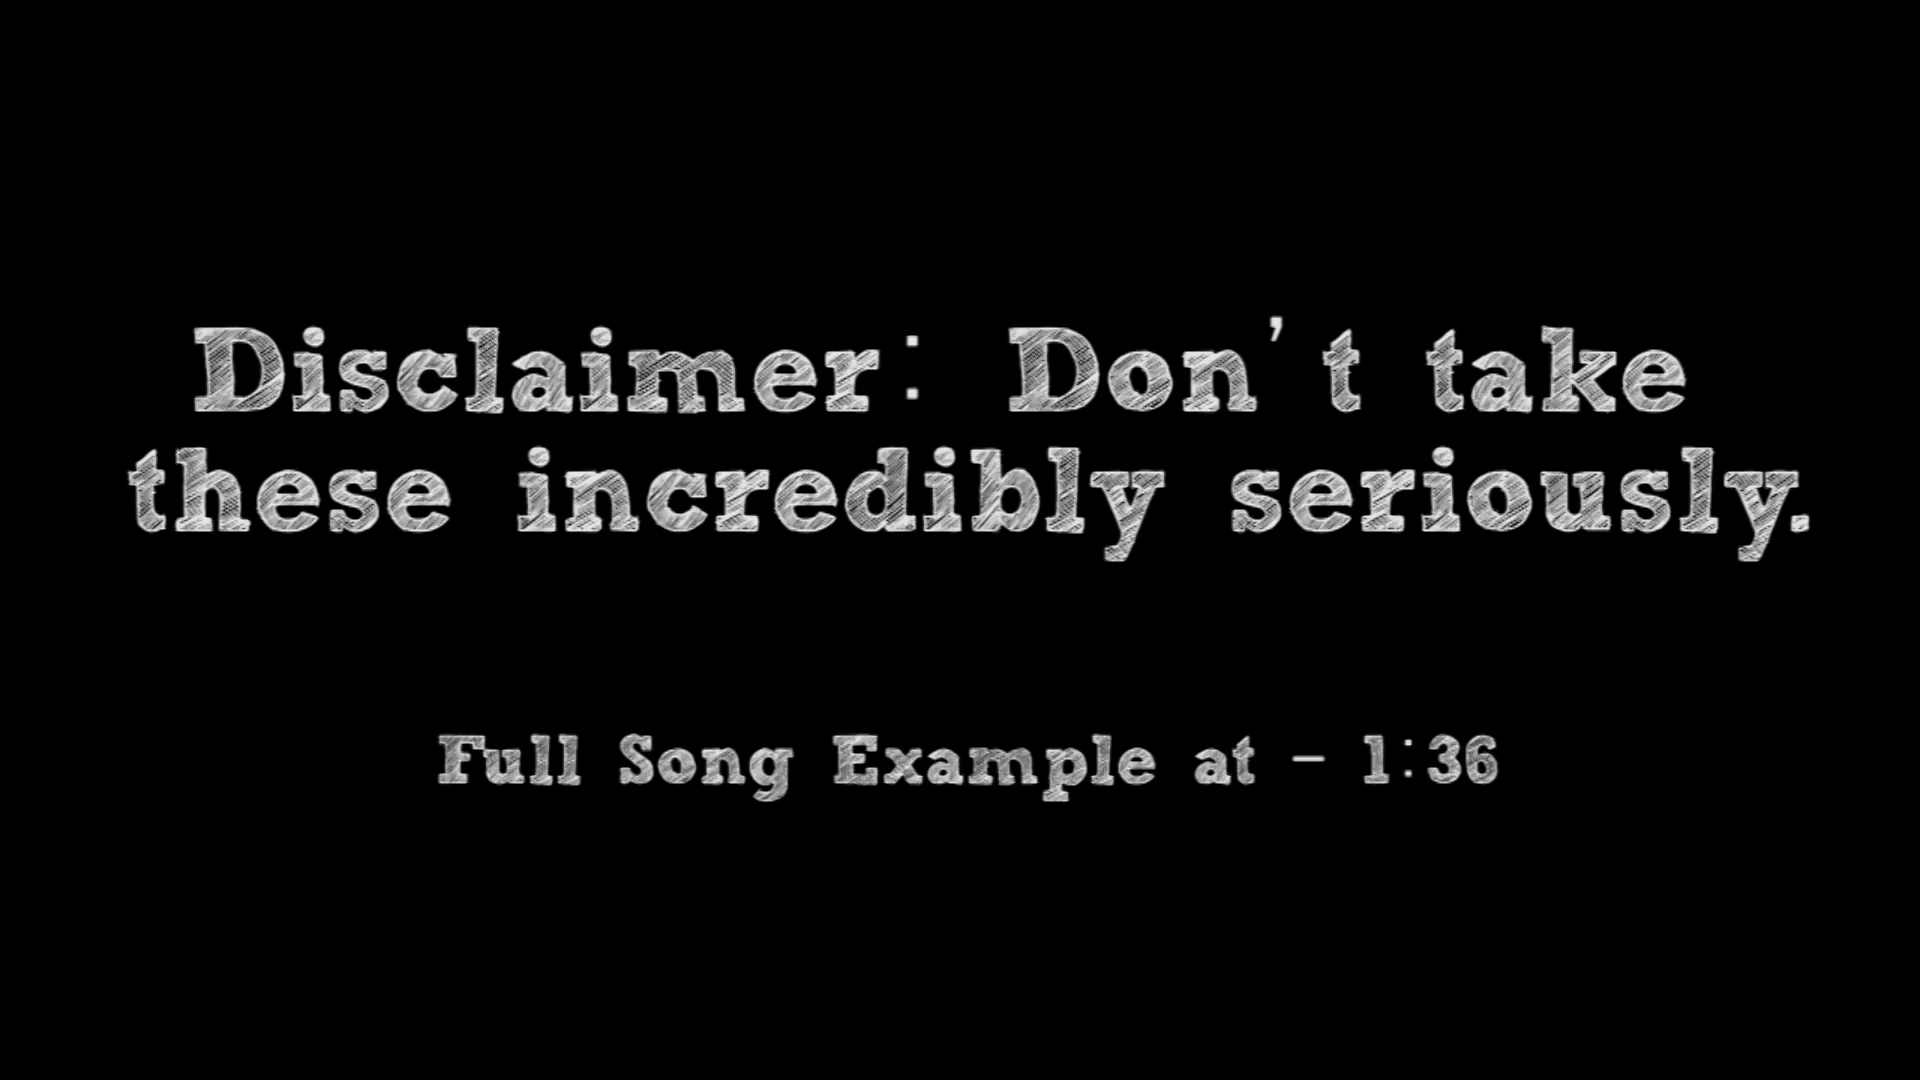 Disclaimer: Don't take
these incredibly seriously.
Full Song Example at - 1:36